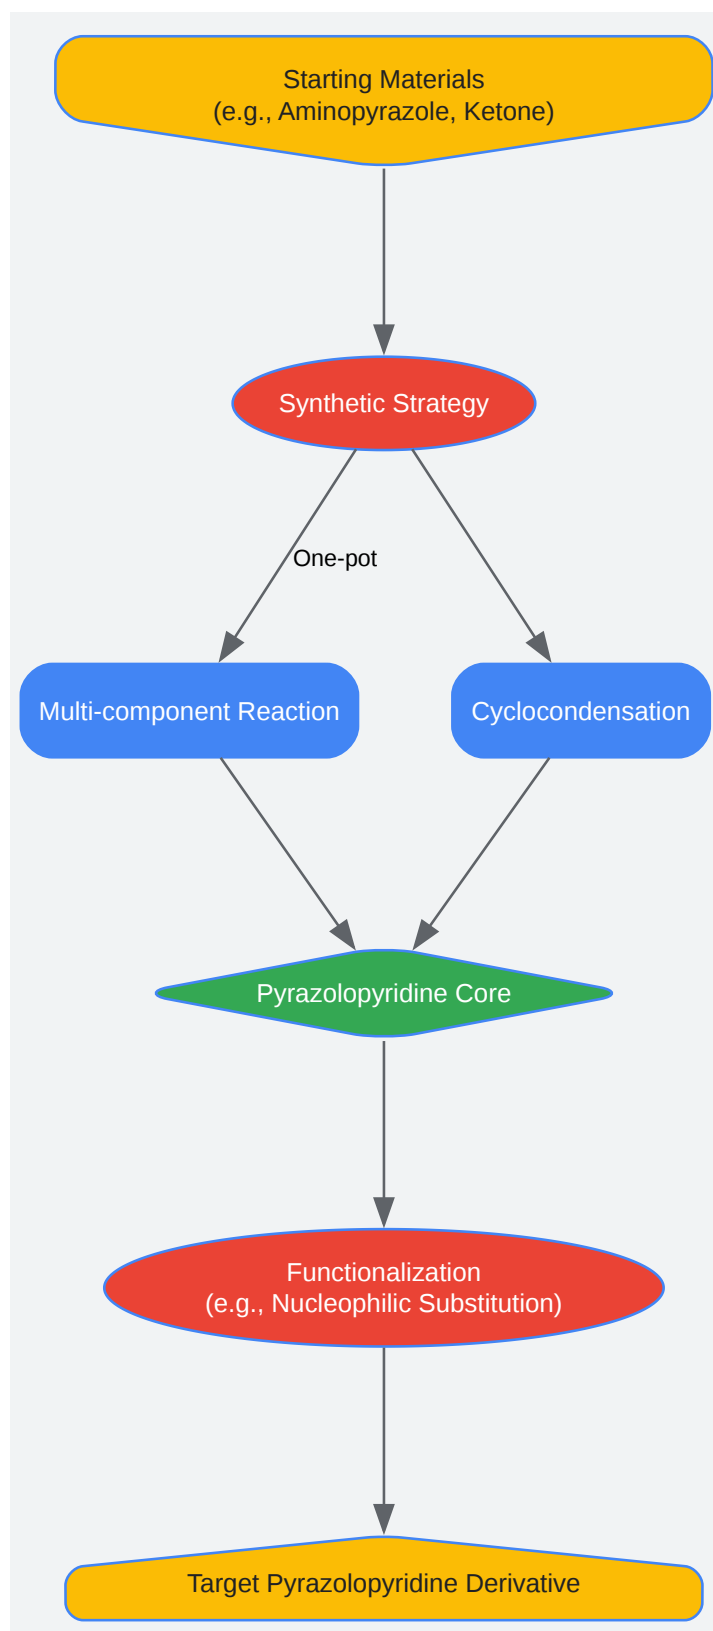 Starting Materials
(e.g., Aminopyrazole, Ketone)
Synthetic Strategy
One-pot
Multi-component Reaction
Cyclocondensation
Pyrazolopyridine Core
Functionalization
(e.g., Nucleophilic Substitution)
Target Pyrazolopyridine Derivative